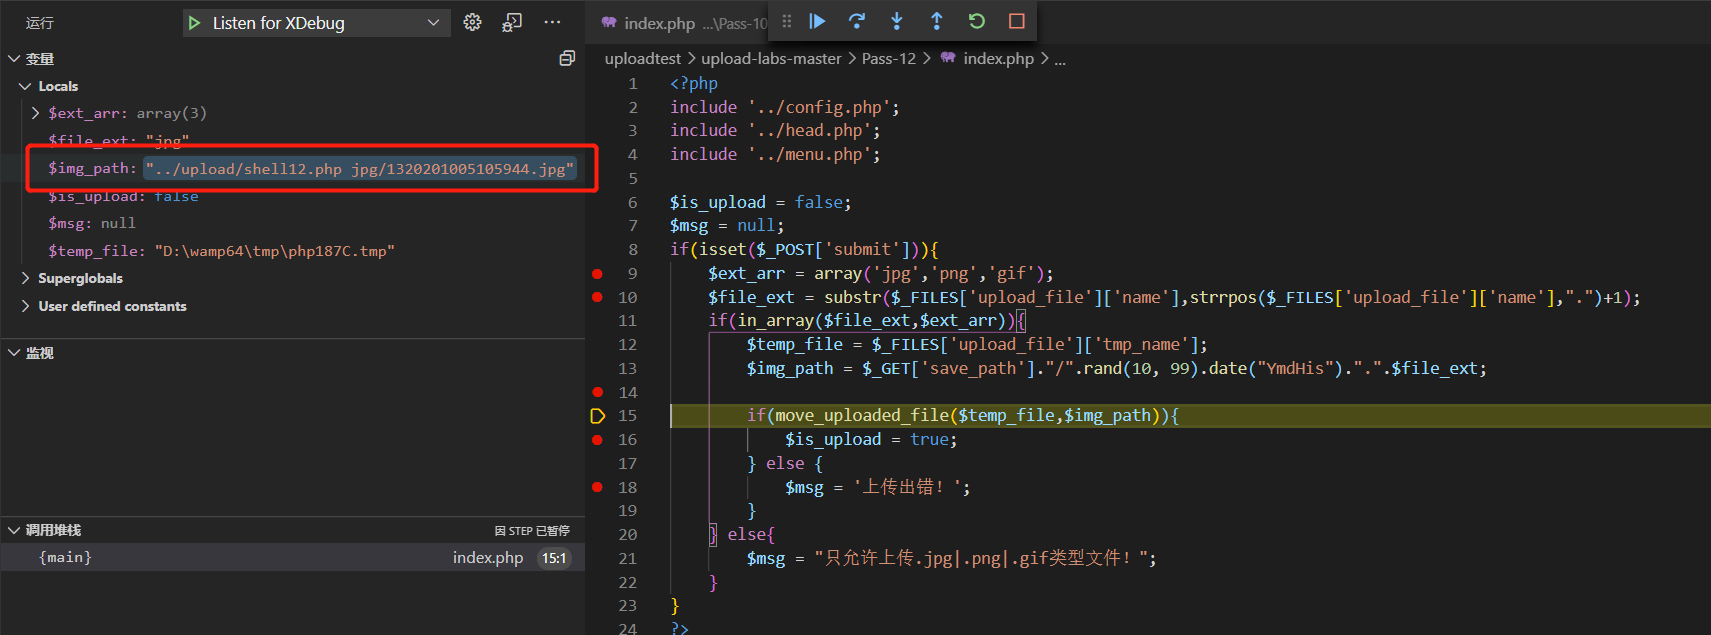 运行
Listen for XDebug
index.php ...\Pass-10
变量
Locals
$ext_arr: array(3)
$file_ext: "jpg"
$img_path: "../upload/shell12.php jpg/1320201005105944.jpg"
$is_upload: false
$msg: null
$temp_file: "D:\wamp64\tmp\php187C.tmp"
Superglobals
User defined constants
监视
调用堆栈
因 STEP 已暂停
{main}
index.php 15:1
uploadtest > upload-labs-master > Pass-12 > index.php > ...
1 <?php
2 include '../config.php';
3 include '../head.php';
4 include '../menu.php';
5
6 $is_upload = false;
7 $msg = null;
8 if(isset($_POST['submit'])){
9 $ext_arr = array('jpg','png','gif');
10 $file_ext = substr($_FILES['upload_file']['name'],strrpos($_FILES['upload_file']['name'],".")+1);
11 if(in_array($file_ext,$ext_arr)){
12 $temp_file = $_FILES['upload_file']['tmp_name'];
13 $img_path = $_GET['save_path']."/".rand(10, 99).date("YmdHis").".".$file_ext;
14
15 if(move_uploaded_file($temp_file,$img_path)){
16 $is_upload = true;
17 } else {
18 $msg = '上传出错！';
19 }
20 } else{
21 $msg = "只允许上传.jpg|.png|.gif类型文件！";
22 }
23 }
24 ?>